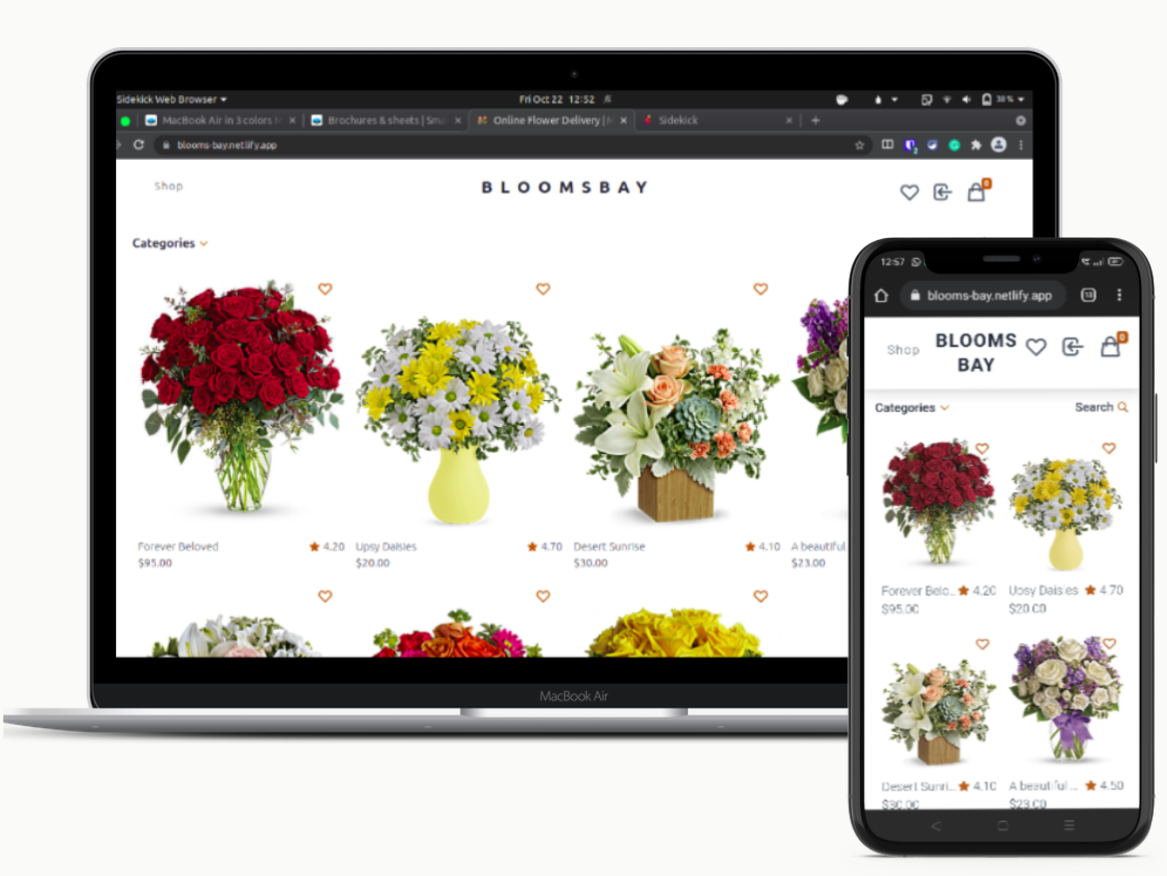 Sidekick Web Browser
Fri Oct 22 12:52
38%
MacBook Air in 3 colors
Brochures & sheets | Sma
Online Flower Delivery |
Sidekick
blooms-bay.netlify.app
2
Shop
BLOOMSBAY
0
Categories
Forever Beloved
4.20
$95.00
Upsy Daisies
4.70
$20.00
Desert Sunrise
4.10
$30.00
A beautiful
$23.00
MacBook Air
12:57
blooms-bay.netlify.app
Shop
BLOOMS
BAY
0
Categories
Search
Forever Belo...
4.20
$95.00
Upsy Daisies
4.70
$20.00
Desert Sunri...
4.10
$30.00
A beautiful ...
4.50
$23.00